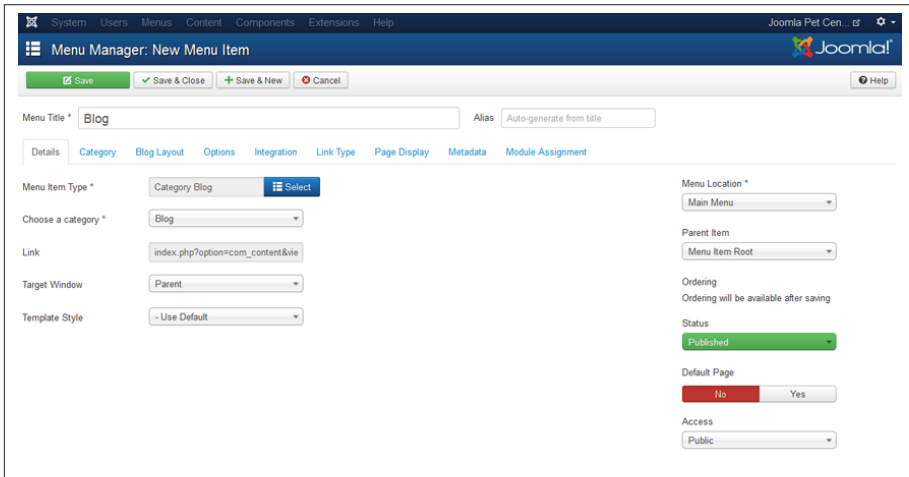 System Users Menus Content Components Extensions Help Joomla Pet Cen...
Menu Manager: New Menu Item Joomla!
Save Save & Close Save & New Cancel Help
Menu Title * Blog Alias Auto-generate from title
Details Category Blog Layout Options Integration Link Type Page Display Metadata Module Assignment
Menu Item Type * Category Blog Select
Choose a category * Blog
Link index.php?option=com_content&vie
Target Window Parent
Template Style - Use Default
Menu Location *
Main Menu
Parent Item
Menu Item Root
Ordering
Ordering will be available after saving
Status
Published
Default Page
No Yes
Access
Public